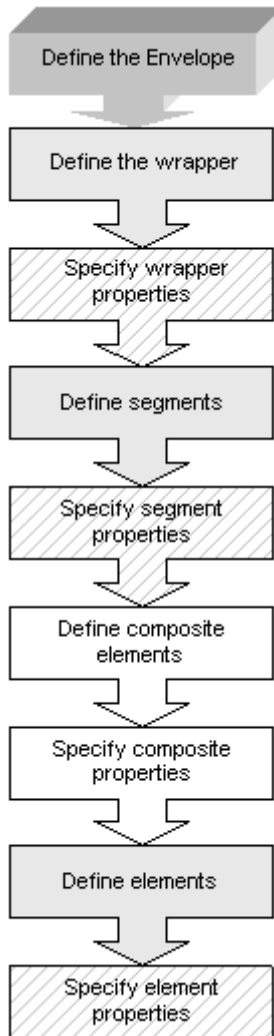 Define the Envelope
Define the wrapper
Specify wrapper
properties
Define segments
Specify segment
properties
Define composite
elements
Specify composite
properties
Define elements
Specify element
properties